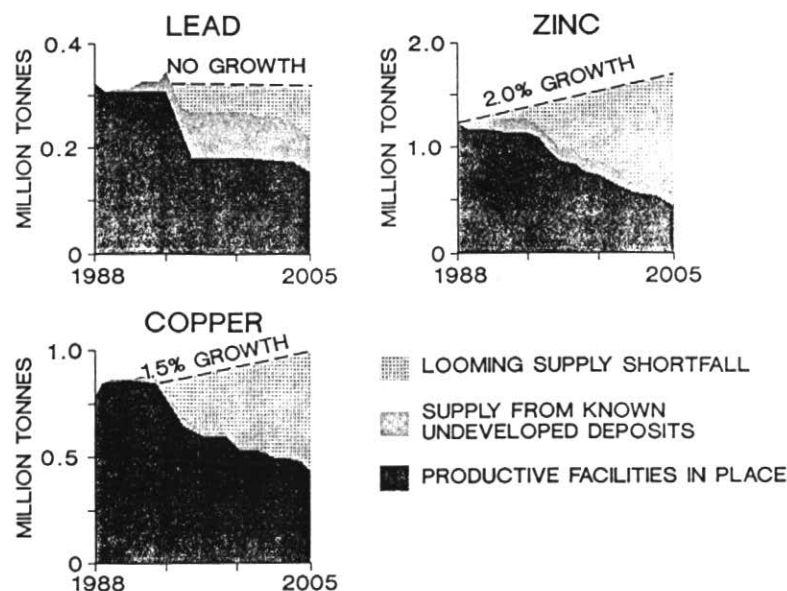 LEAD
0.4
NO GROWTH
0.2
0
MILLION TONNES
1988
2005
ZINC
2.0
2.0% GROWTH
1.0
0
MILLION TONNES
1988
2005
COPPER
1.0
1.5% GROWTH
0.5
0
MILLION TONNES
1988
2005
LOOMING SUPPLY SHORTFALL
SUPPLY FROM KNOWN
UNDEVELOPED DEPOSITS
PRODUCTIVE FACILITIES IN PLACE